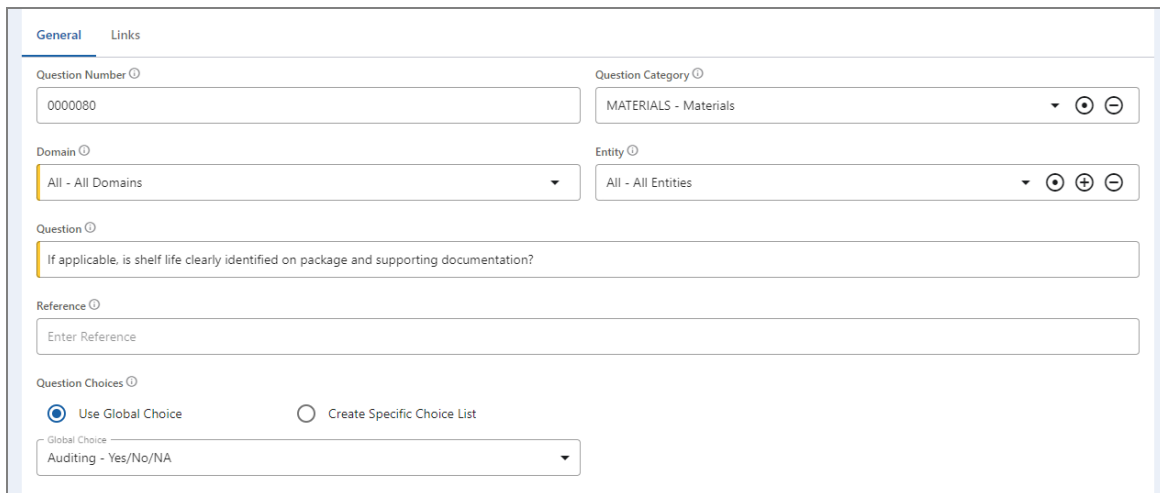 General Links
Question Number
Question Category
0000080
MATERIALS - Materials
Domain
Entity
All - All Domains
All - All Entities
Question
If applicable, is shelf life clearly identified on package and supporting documentation?
Reference
Enter Reference
Question Choices
Use Global Choice Create Specific Choice List
Global Choice
Auditing - Yes/No/NA